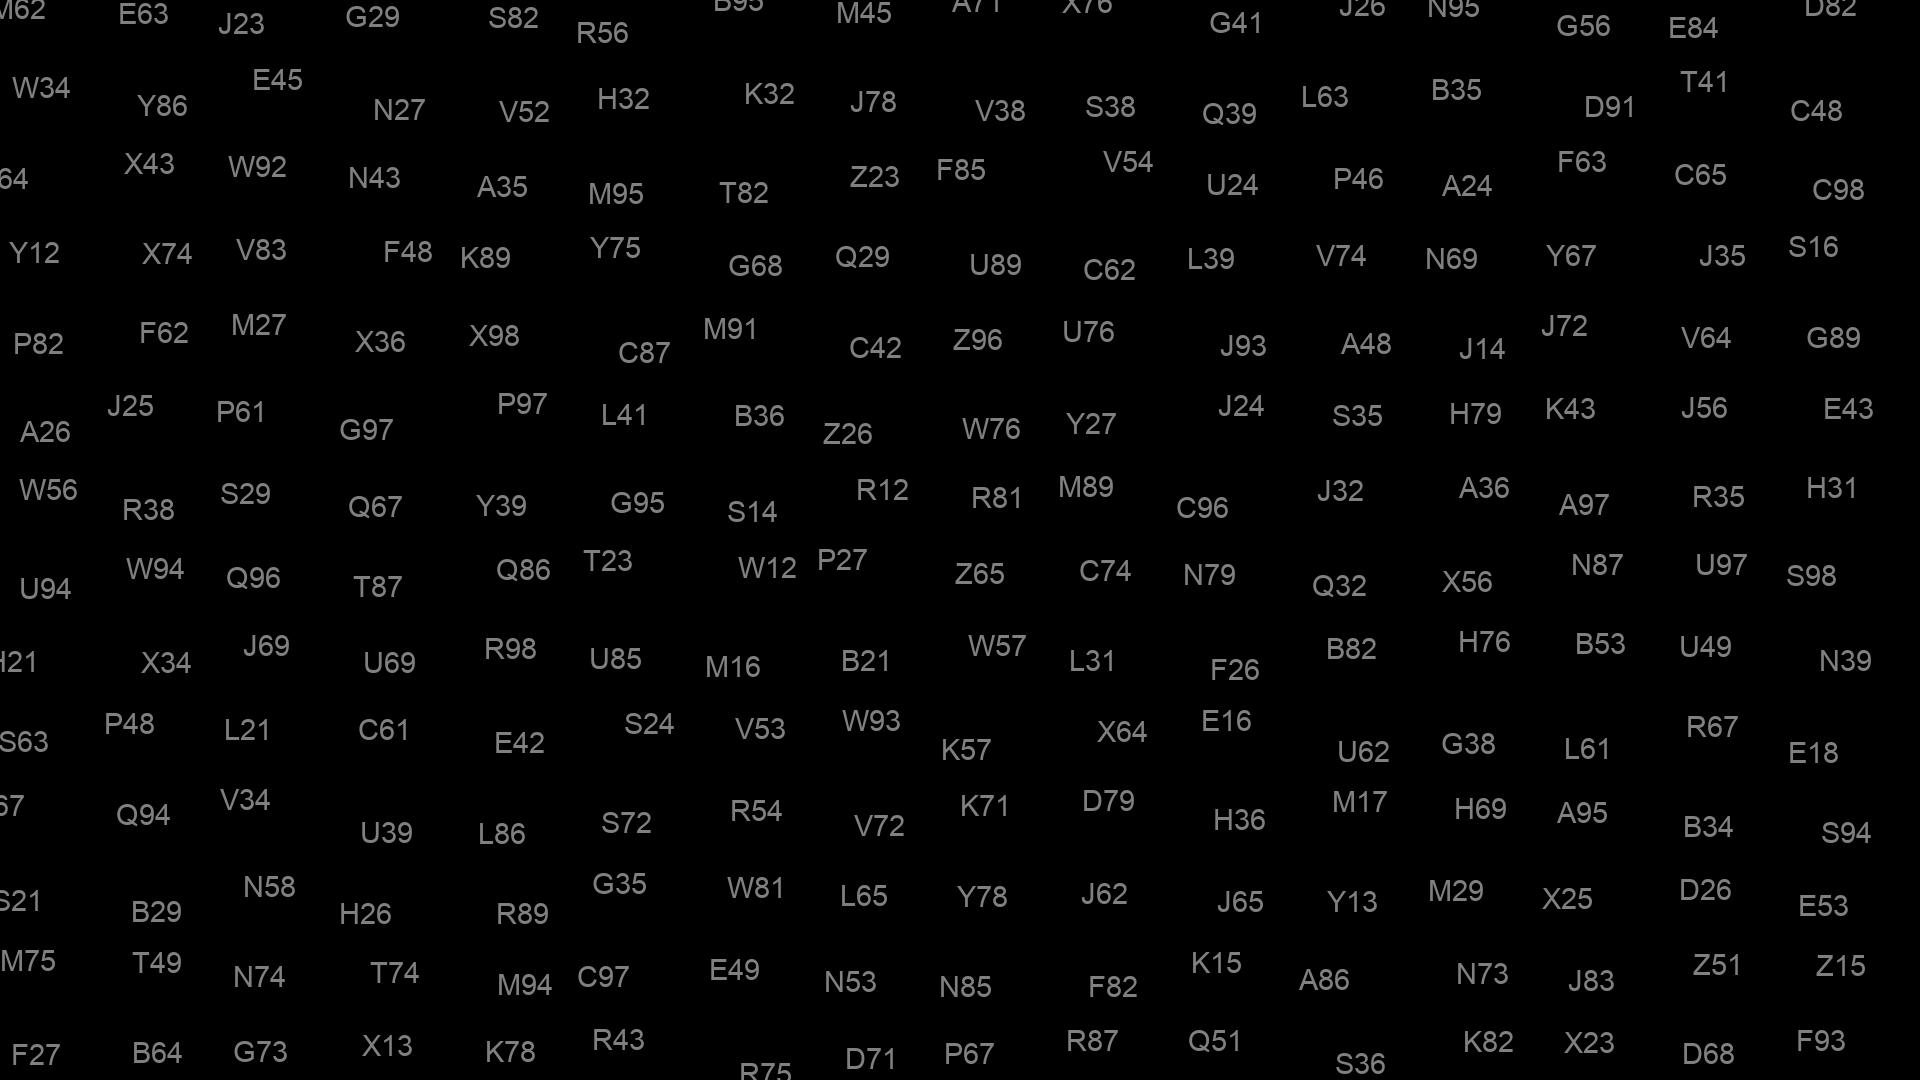 M62 E63 J23 G29 S82 R56 B95 M45 A71 X76 G41 J26 N95 G56 E84 D82
W34 Y86 E45 N27 V52 H32 K32 J78 V38 S38 Q39 L63 B35 D91 T41 C48
64 X43 W92 N43 A35 M95 T82 Z23 F85 V54 U24 P46 A24 F63 C65 C98
Y12 X74 V83 F48 K89 Y75 G68 Q29 U89 C62 L39 V74 N69 Y67 J35 S16
P82 F62 M27 X36 X98 C87 M91 C42 Z96 U76 J93 A48 J14 J72 V64 G89
A26 J25 P61 G97 P97 L41 B36 Z26 W76 Y27 J24 S35 H79 K43 J56 E43
W56 R38 S29 Q67 Y39 G95 S14 R12 R81 M89 C96 J32 A36 A97 R35 H31
U94 W94 Q96 T87 Q86 T23 W12 P27 Z65 C74 N79 Q32 X56 N87 U97 S98
H21 X34 J69 U69 R98 U85 M16 B21 W57 L31 F26 B82 H76 B53 U49 N39
S63 P48 L21 C61 E42 S24 V53 W93 K57 X64 E16 U62 G38 L61 R67 E18
67 Q94 V34 U39 L86 S72 R54 V72 K71 D79 H36 M17 H69 A95 B34 S94
S21 B29 N58 H26 R89 G35 W81 L65 Y78 J62 J65 Y13 M29 X25 D26 E53
M75 T49 N74 T74 M94 C97 E49 N53 N85 F82 K15 A86 N73 J83 Z51 Z15
F27 B64 G73 X13 K78 R43 R75 D71 P67 R87 Q51 S36 K82 X23 D68 F93